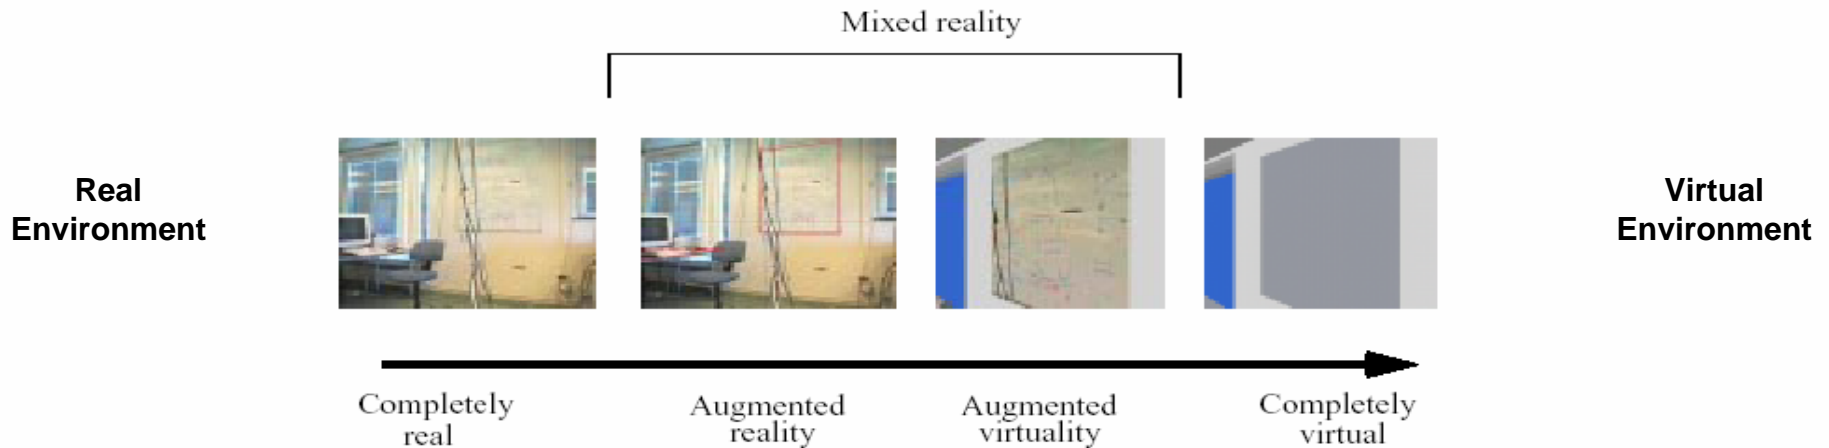 Mixed reality
Real
Environment
Virtual
Environment
Completely
real
Augmented
reality
Augmented
virtuality
Completely
virtual